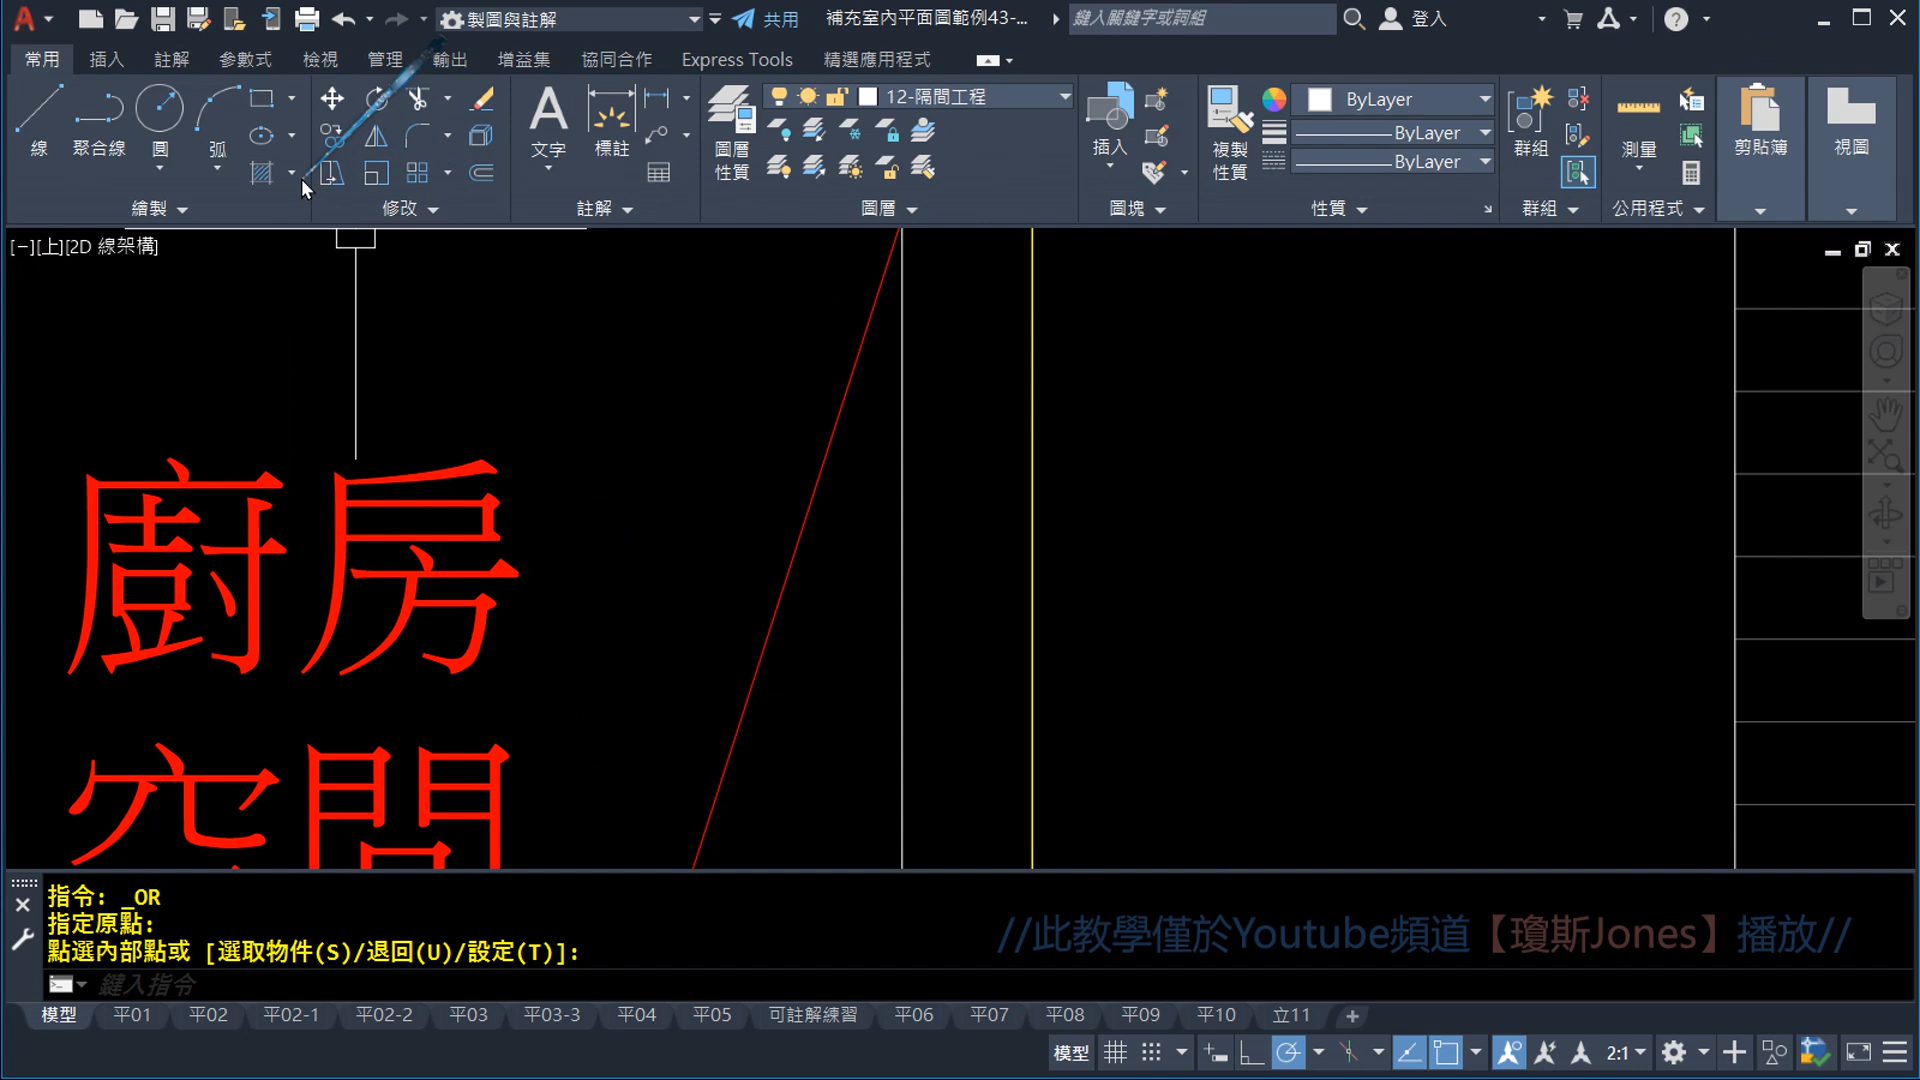 製圖與註解
共用
補充室內平面圖範例43-...
鍵入關鍵字或詞組
登入
常用
插入
註解
參數式
檢視
管理
輸出
增益集
協同合作
Express Tools
精選應用程式
線
聚合線
圓
弧
文字
標註
圖層
性質
12-隔間工程
插入
複製
性質
ByLayer
ByLayer
ByLayer
群組
測量
剪貼簿
視圖
繪製
修改
註解
圖層
圖塊
性質
群組
公用程式
[−][上][2D 線架構]
廚房
空間
指令: _OR
指定原點:
點選內部點或 [選取物件(S)/退回(U)/設定(T)]:
//此教學僅於Youtube頻道【瓊斯Jones】播放//
鍵入指令
模型
平01
平02
平02-1
平02-2
平03
平03-3
平04
平05
可註解練習
平06
平07
平08
平09
平10
立11
模型
2:1